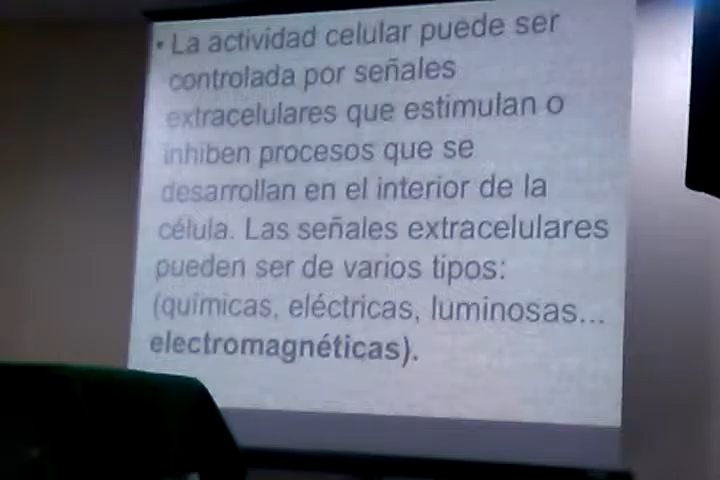 • La actividad celular puede ser
controlada por señales
extracelulares que estimulan o
inhiben procesos que se
desarrollan en el interior de la
célula. Las señales extracelulares
pueden ser de varios tipos:
(químicas, eléctricas, luminosas...
electromagnéticas).